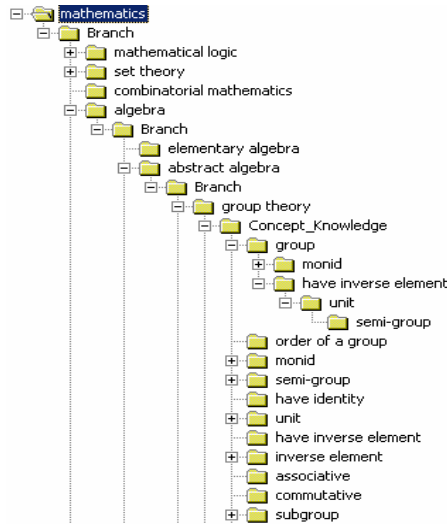 mathematics
Branch
mathematical logic
set theory
combinatorial mathematics
algebra
Branch
elementary algebra
abstract algebra
Branch
group theory
Concept_Knowledge
group
monid
have inverse element
unit
semi-group
order of a group
monid
semi-group
have identity
unit
have inverse element
inverse element
associative
commutative
subgroup